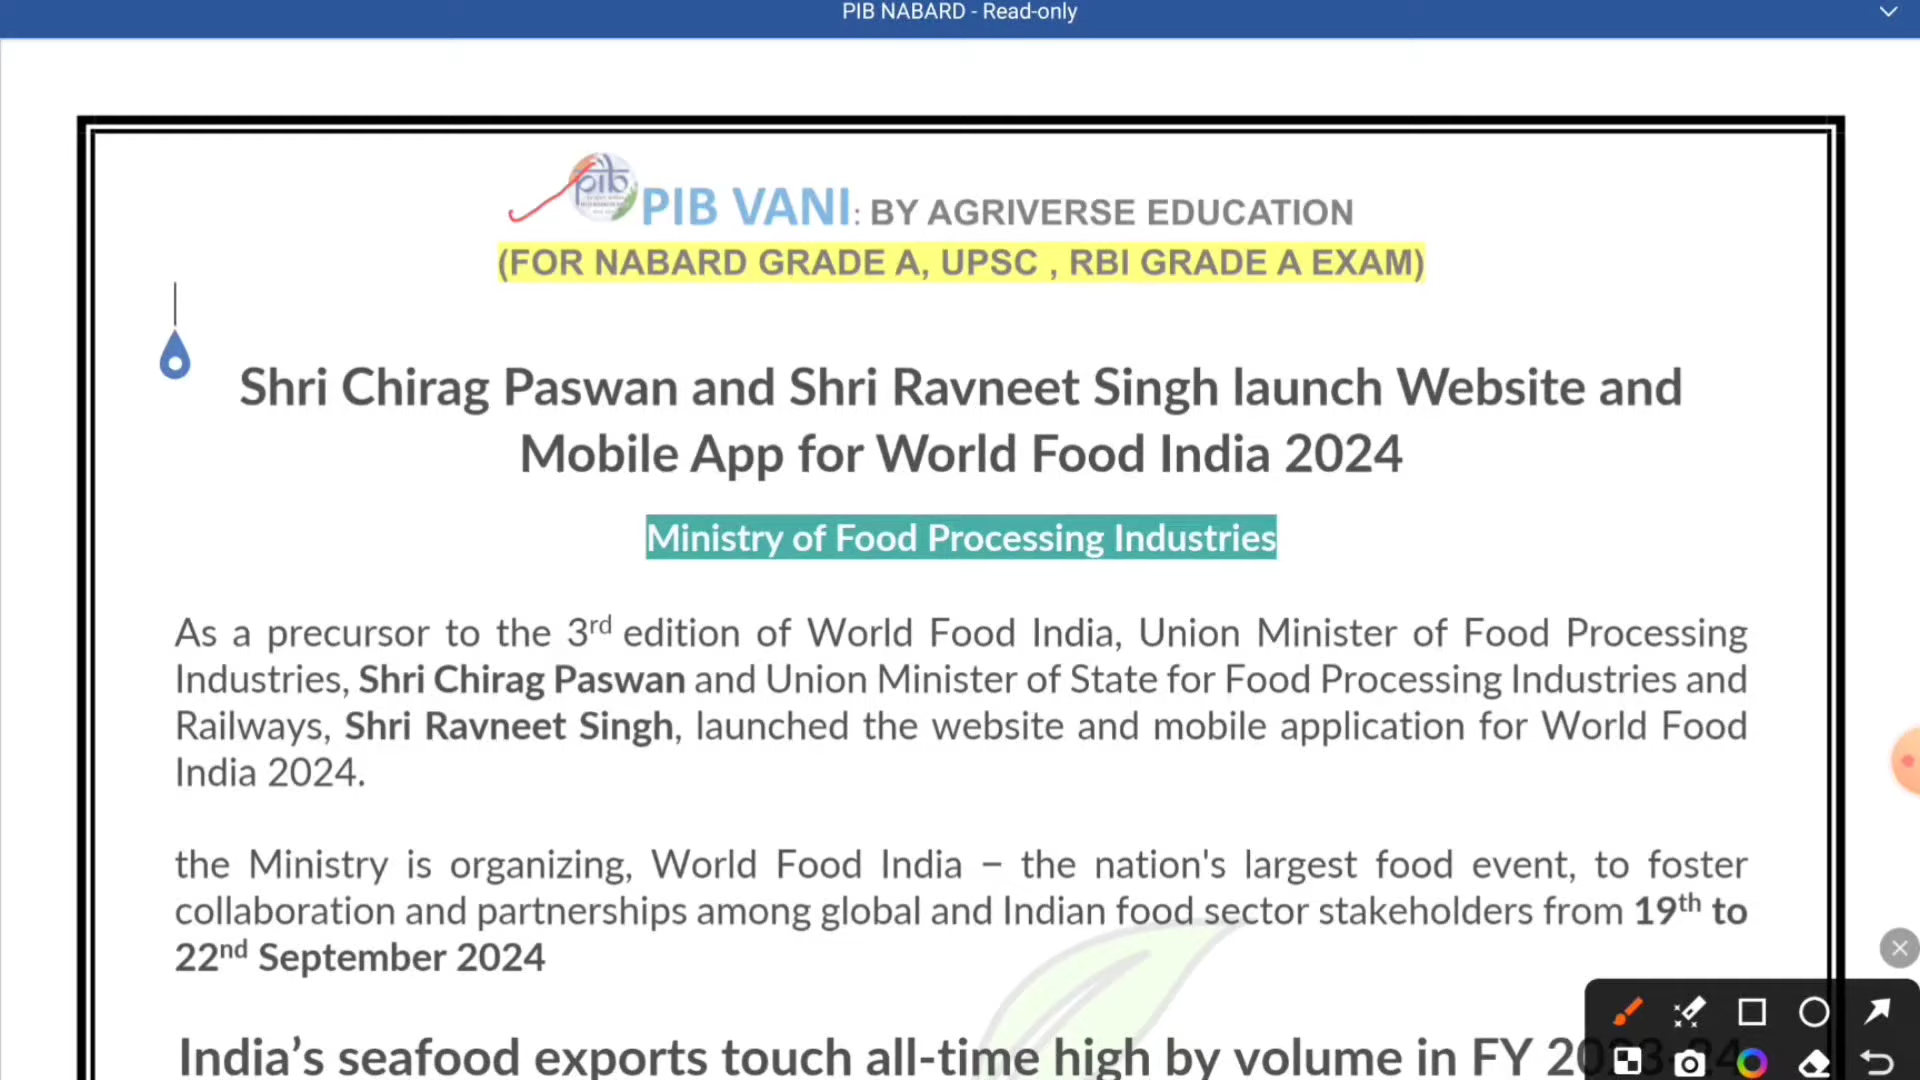 PIB NABARD - Read-only
pib
PIB VANI: BY AGRIVERSE EDUCATION
(FOR NABARD GRADE A, UPSC , RBI GRADE A EXAM)
Shri Chirag Paswan and Shri Ravneet Singh launch Website and
Mobile App for World Food India 2024
Ministry of Food Processing Industries
As a precursor to the 3rd edition of World Food India, Union Minister of Food Processing
Industries, Shri Chirag Paswan and Union Minister of State for Food Processing Industries and
Railways, Shri Ravneet Singh, launched the website and mobile application for World Food
India 2024.
the Ministry is organizing, World Food India – the nation's largest food event, to foster
collaboration and partnerships among global and Indian food sector stakeholders from 19th to
22nd September 2024
India’s seafood exports touch all-time high by volume in FY 2023-24